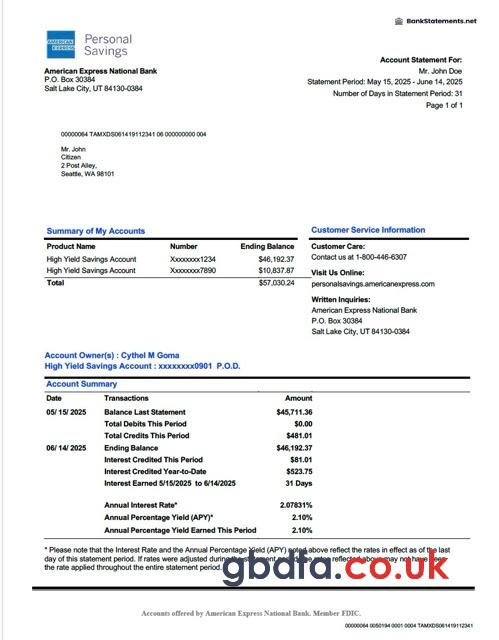 BankStatements.net
AMERICAN EXPRESS
Personal
Savings
American Express National Bank
P.O. Box 30384
Salt Lake City, UT 84130-0384
Account Statement For:
Mr. John Doe
Statement Period: May 15, 2025 - June 14, 2025
Number of Days in Statement Period: 31
Page 1 of 1
00000064 TAMXDS061419112341 06 000000000 004
Mr. John
Citizen
2 Post Alley,
Seattle, WA 98101
Summary of My Accounts
Product Name Number Ending Balance
High Yield Savings Account Xxxxxxxx1234 $46,192.37
High Yield Savings Account Xxxxxxxx7890 $10,837.87
Total $57,030.24
Customer Service Information
Customer Care:
Contact us at 1-800-446-6307
Visit Us Online:
personalsavings.americanexpress.com
Written Inquiries:
American Express National Bank
P.O. Box 30384
Salt Lake City, UT 84130-0384
Account Owner(s) : Cythel M Goma
High Yield Savings Account : xxxxxxxx0901 P.O.D.
Account Summary
Date Transactions Amount
05/ 15/ 2025 Balance Last Statement $45,711.36
Total Debits This Period $0.00
Total Credits This Period $481.01
06/ 14/ 2025 Ending Balance $46,192.37
Interest Credited This Period $81.01
Interest Credited Year-to-Date $523.75
Interest Earned 5/15/2025 to 6/14/2025 31 Days
Annual Interest Rate* 2.07831%
Annual Percentage Yield (APY)* 2.10%
Annual Percentage Yield Earned This Period 2.10%
* Please note that the Interest Rate and the Annual Percentage Yield (APY) noted above reflect the rates in effect as of the last
day of this statement period. If rates were adjusted during the statement period, the rates reflected above may not have been
the rate applied throughout the entire statement period.
gbdfa.co.uk
Accounts offered by American Express National Bank. Member FDIC.
00000064 0050194 0001 0004 TAMXDS061419112341